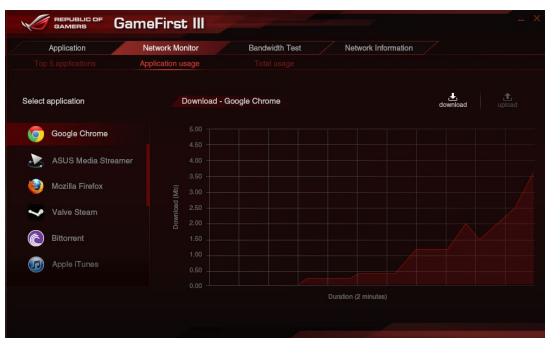 REPUBLIC OF
GAMERS
GameFirst III
Application
Network Monitor
Bandwidth Test
Network Information
Top 5 applications
Application usage
Total usage
Select application
Download - Google Chrome
download
upload
Google Chrome
ASUS Media Streamer
Mozilla Firefox
Valve Steam
Bittorrent
Apple iTunes
Download (Mb)
5.00
4.50
4.00
3.50
3.00
2.50
2.00
1.50
1.00
0.50
0.00
Duration (2 minutes)